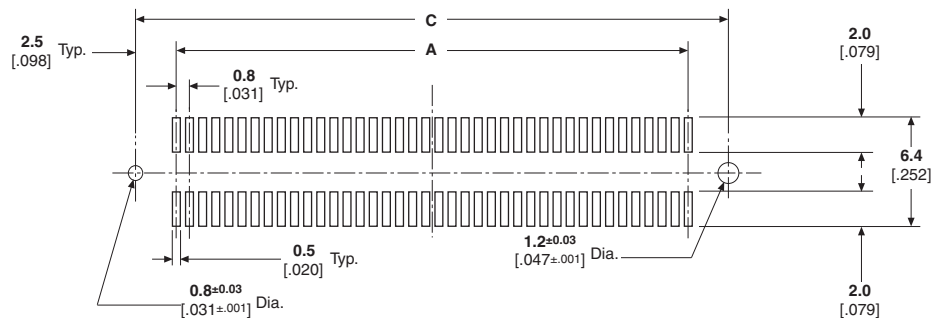 C
2.5 Typ.
[.098]
A
2.0
[.079]
0.8 Typ.
[.031]
6.4
[.252]
0.5 Typ.
[.020]
1.2±0.03 Dia.
[.047±.001]
0.8±0.03 Dia.
[.031±.001]
2.0
[.079]